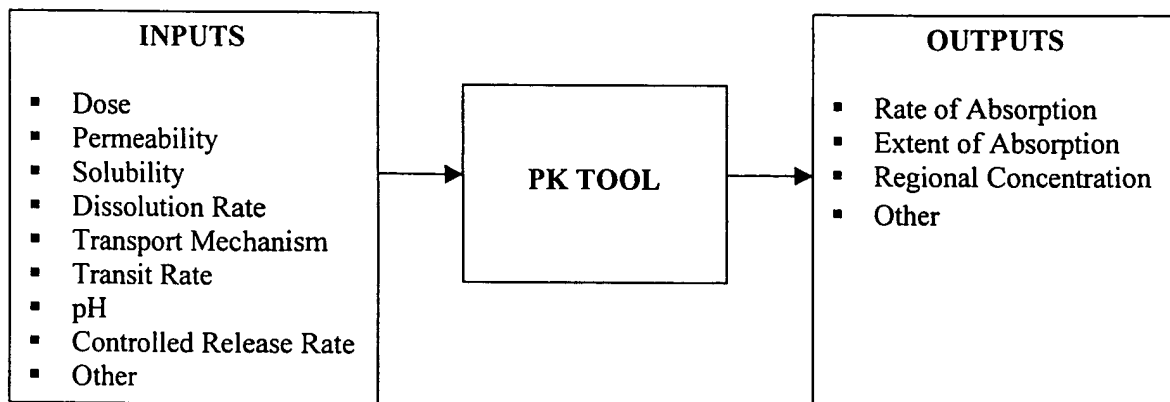 INPUTS
▪ Dose
▪ Permeability
▪ Solubility
▪ Dissolution Rate
▪ Transport Mechanism
▪ Transit Rate
▪ pH
▪ Controlled Release Rate
▪ Other
PK TOOL
OUTPUTS
▪ Rate of Absorption
▪ Extent of Absorption
▪ Regional Concentration
▪ Other